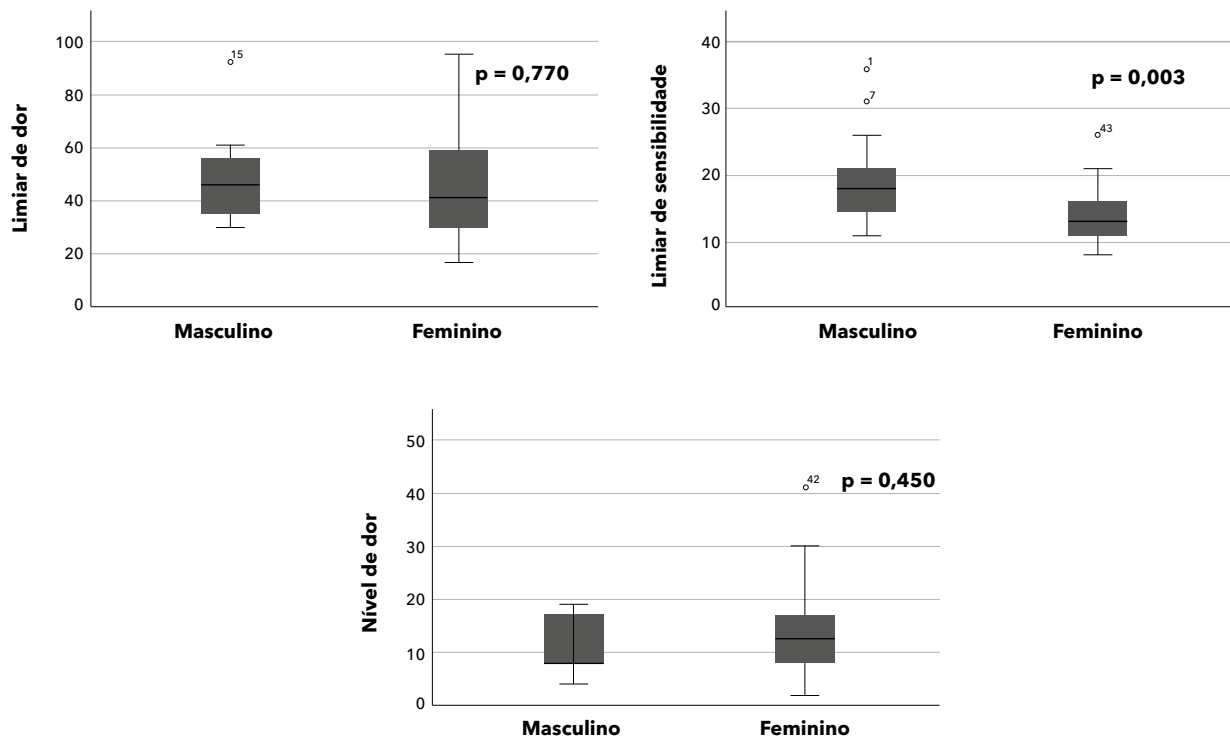 Limiar de dor
100
80
60
40
20
0
15
p = 0,770
Masculino
Feminino
Limiar de sensibilidade
40
30
20
10
0
1
7
43
p = 0,003
Masculino
Feminino
Nível de dor
50
40
30
20
10
0
42
p = 0,450
Masculino
Feminino